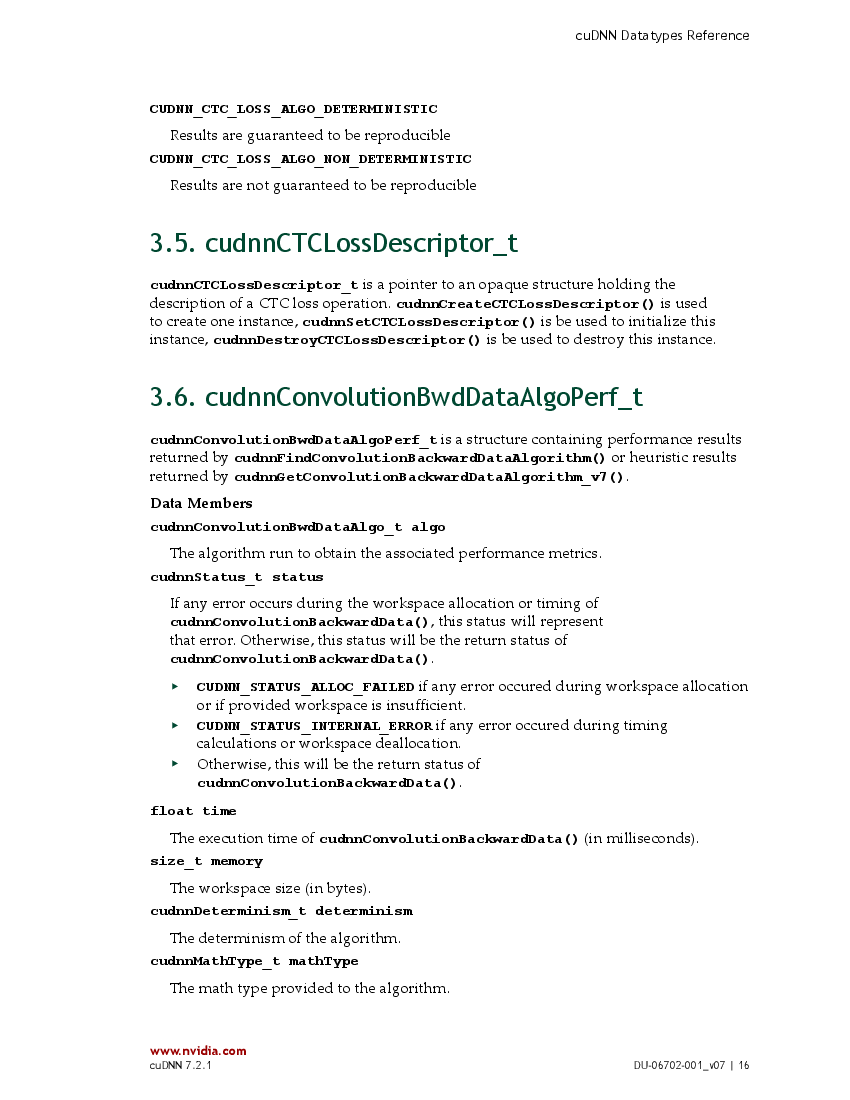 cuDNN Datatypes Reference
CUDNN_CTC_LOSS_ALGO_DETERMINISTIC
Results are guaranteed to be reproducible
CUDNN_CTC_LOSS_ALGO_NON_DETERMINISTIC
Results are not guaranteed to be reproducible
3.5. cudnnCTCLossDescriptor_t
cudnnCTCLossDescriptor_t is a pointer to an opaque structure holding the
description of a CTC loss operation. cudnnCreateCTCLossDescriptor() is used
to create one instance, cudnnSetCTCLossDescriptor() is be used to initialize this
instance, cudnnDestroyCTCLossDescriptor() is be used to destroy this instance.
3.6. cudnnConvolutionBwdDataAlgoPerf_t
cudnnConvolutionBwdDataAlgoPerf_t is a structure containing performance results
returned by cudnnFindConvolutionBackwardDataAlgorithm() or heuristic results
returned by cudnnGetConvolutionBackwardDataAlgorithm_v7().
Data Members
cudnnConvolutionBwdDataAlgo_t algo
The algorithm run to obtain the associated performance metrics.
cudnnStatus_t status
If any error occurs during the workspace allocation or timing of
cudnnConvolutionBackwardData(), this status will represent
that error. Otherwise, this status will be the return status of
cudnnConvolutionBackwardData().
▸ CUDNN_STATUS_ALLOC_FAILED if any error occured during workspace allocation
or if provided workspace is insufficient.
▸ CUDNN_STATUS_INTERNAL_ERROR if any error occured during timing
calculations or workspace deallocation.
▸ Otherwise, this will be the return status of
cudnnConvolutionBackwardData().
float time
The execution time of cudnnConvolutionBackwardData() (in milliseconds).
size_t memory
The workspace size (in bytes).
cudnnDeterminism_t determinism
The determinism of the algorithm.
cudnnMathType_t mathType
The math type provided to the algorithm.
www.nvidia.com
cuDNN 7.2.1
DU-06702-001_v07 | 16